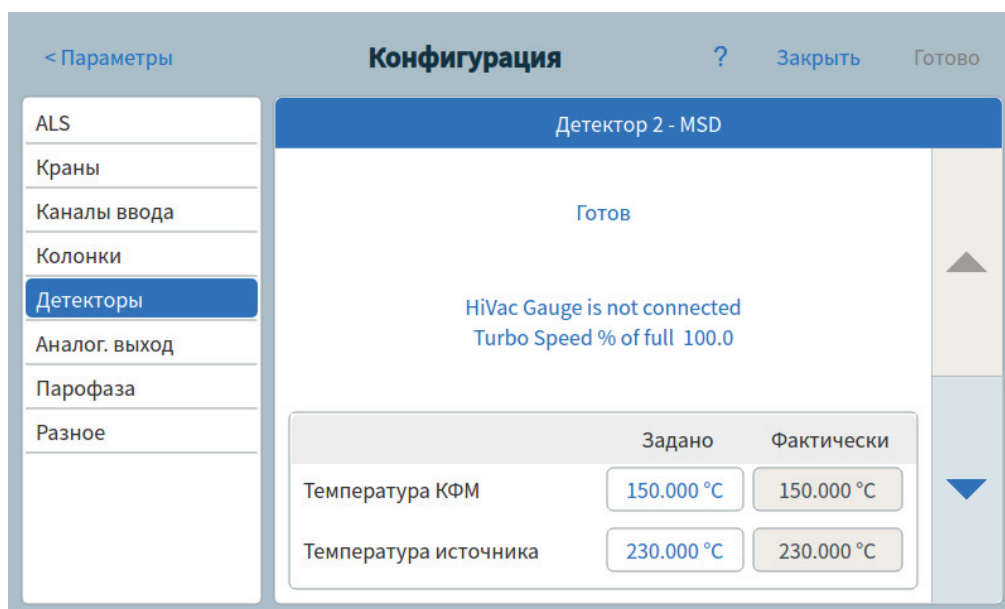 < Параметры
Конфигурация
?
Закрыть
Готово
ALS
Краны
Каналы ввода
Колонки
Детекторы
Аналог. выход
Парофаза
Разное
Детектор 2 - MSD
Готов
HiVac Gauge is not connected
Turbo Speed % of full 100.0
Задано Фактически
Температура КФМ 150.000 °C 150.000 °C
Температура источника 230.000 °C 230.000 °C